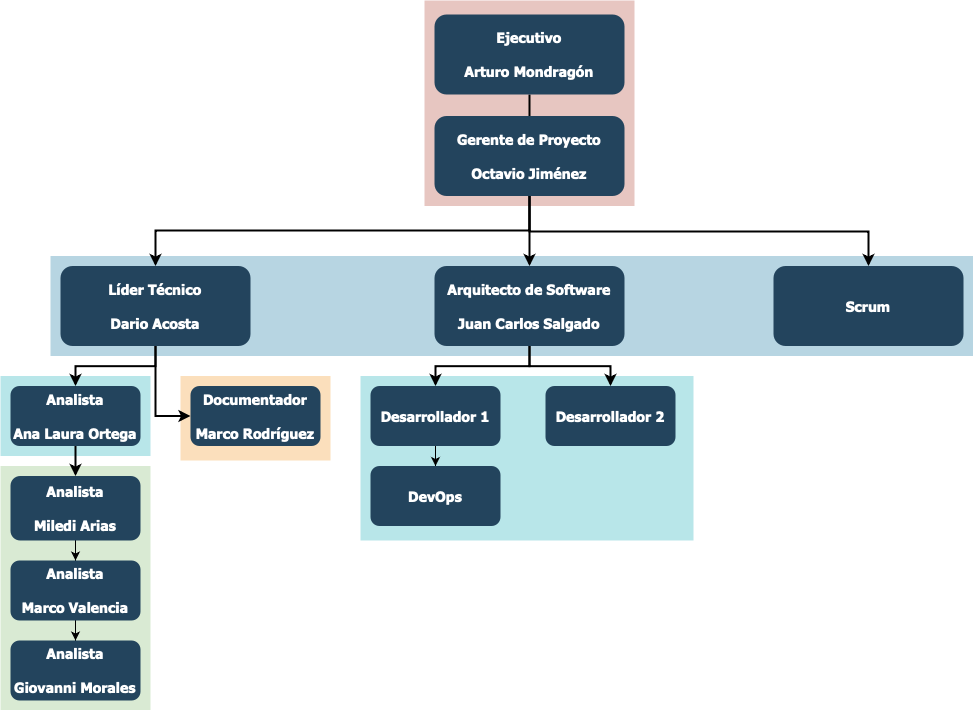 Ejecutivo
Arturo Mondragón
Gerente de Proyecto
Octavio Jiménez
Líder Técnico
Dario Acosta
Arquitecto de Software
Juan Carlos Salgado
Scrum
Analista
Ana Laura Ortega
Documentador
Marco Rodríguez
Desarrollador 1
Desarrollador 2
DevOps
Analista
Miledi Arias
Analista
Marco Valencia
Analista
Giovanni Morales